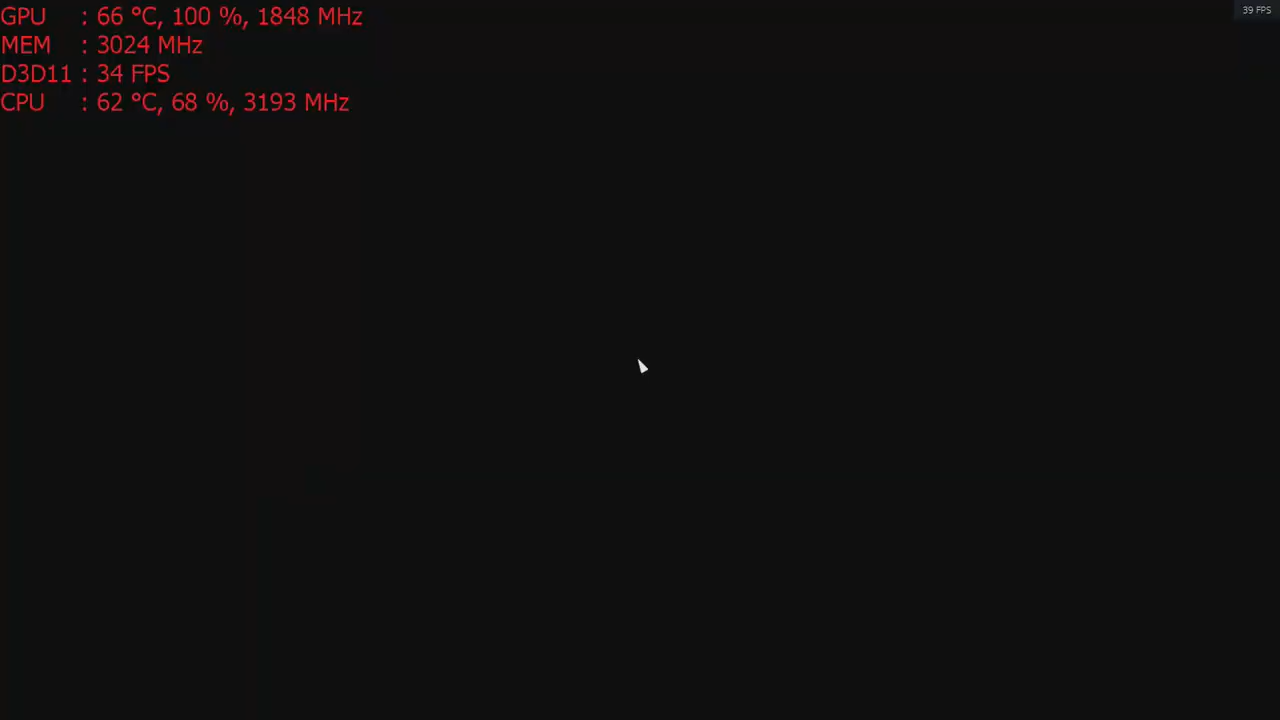 GPU : 66 °C, 100 %, 1848 MHz
39 FPS
MEM : 3024 MHz
D3D11 : 34 FPS
CPU : 62 °C, 68 %, 3193 MHz